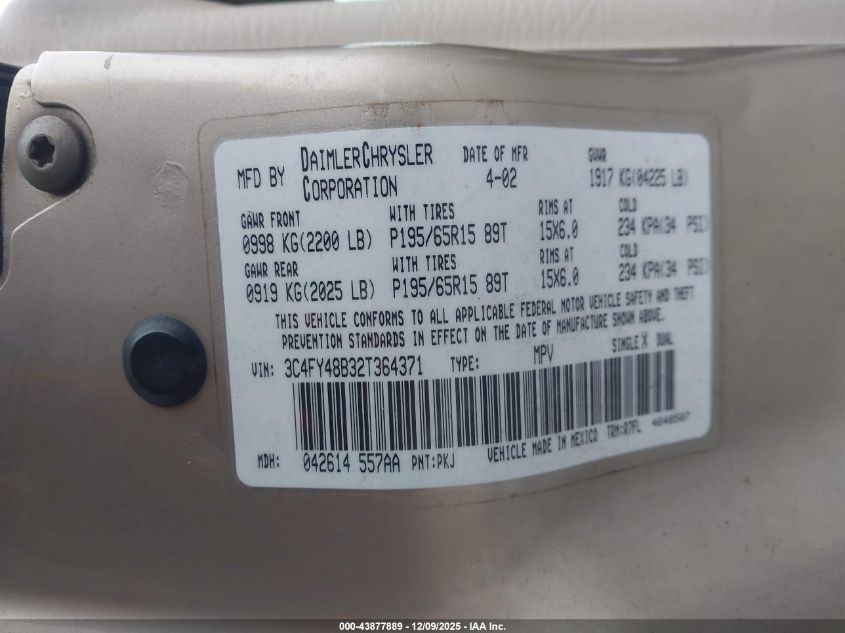 MFD BY DAIMLERCHRYSLER CORPORATION DATE OF MFR 4-02 GVWR 1917 KG(04225 LB)
GAWR FRONT WITH TIRES RIMS AT COLD
0998 KG(2200 LB) P195/65R15 89T 15X6.0 234 KPA(34 PSI)
GAWR REAR WITH TIRES RIMS AT COLD
0919 KG(2025 LB) P195/65R15 89T 15X6.0 234 KPA(34 PSI)
THIS VEHICLE CONFORMS TO ALL APPLICABLE FEDERAL MOTOR VEHICLE SAFETY AND THEFT
PREVENTION STANDARDS IN EFFECT ON THE DATE OF MANUFACTURE SHOWN ABOVE.
VIN: 3C4FY48B32T364371 TYPE: MPV SINGLE X DUAL
MDH: 042614 557AA PNT:PKJ VEHICLE MADE IN MEXICO TRM:R7FL 4648507
000-43877889 - 12/09/2025 - IAA Inc.